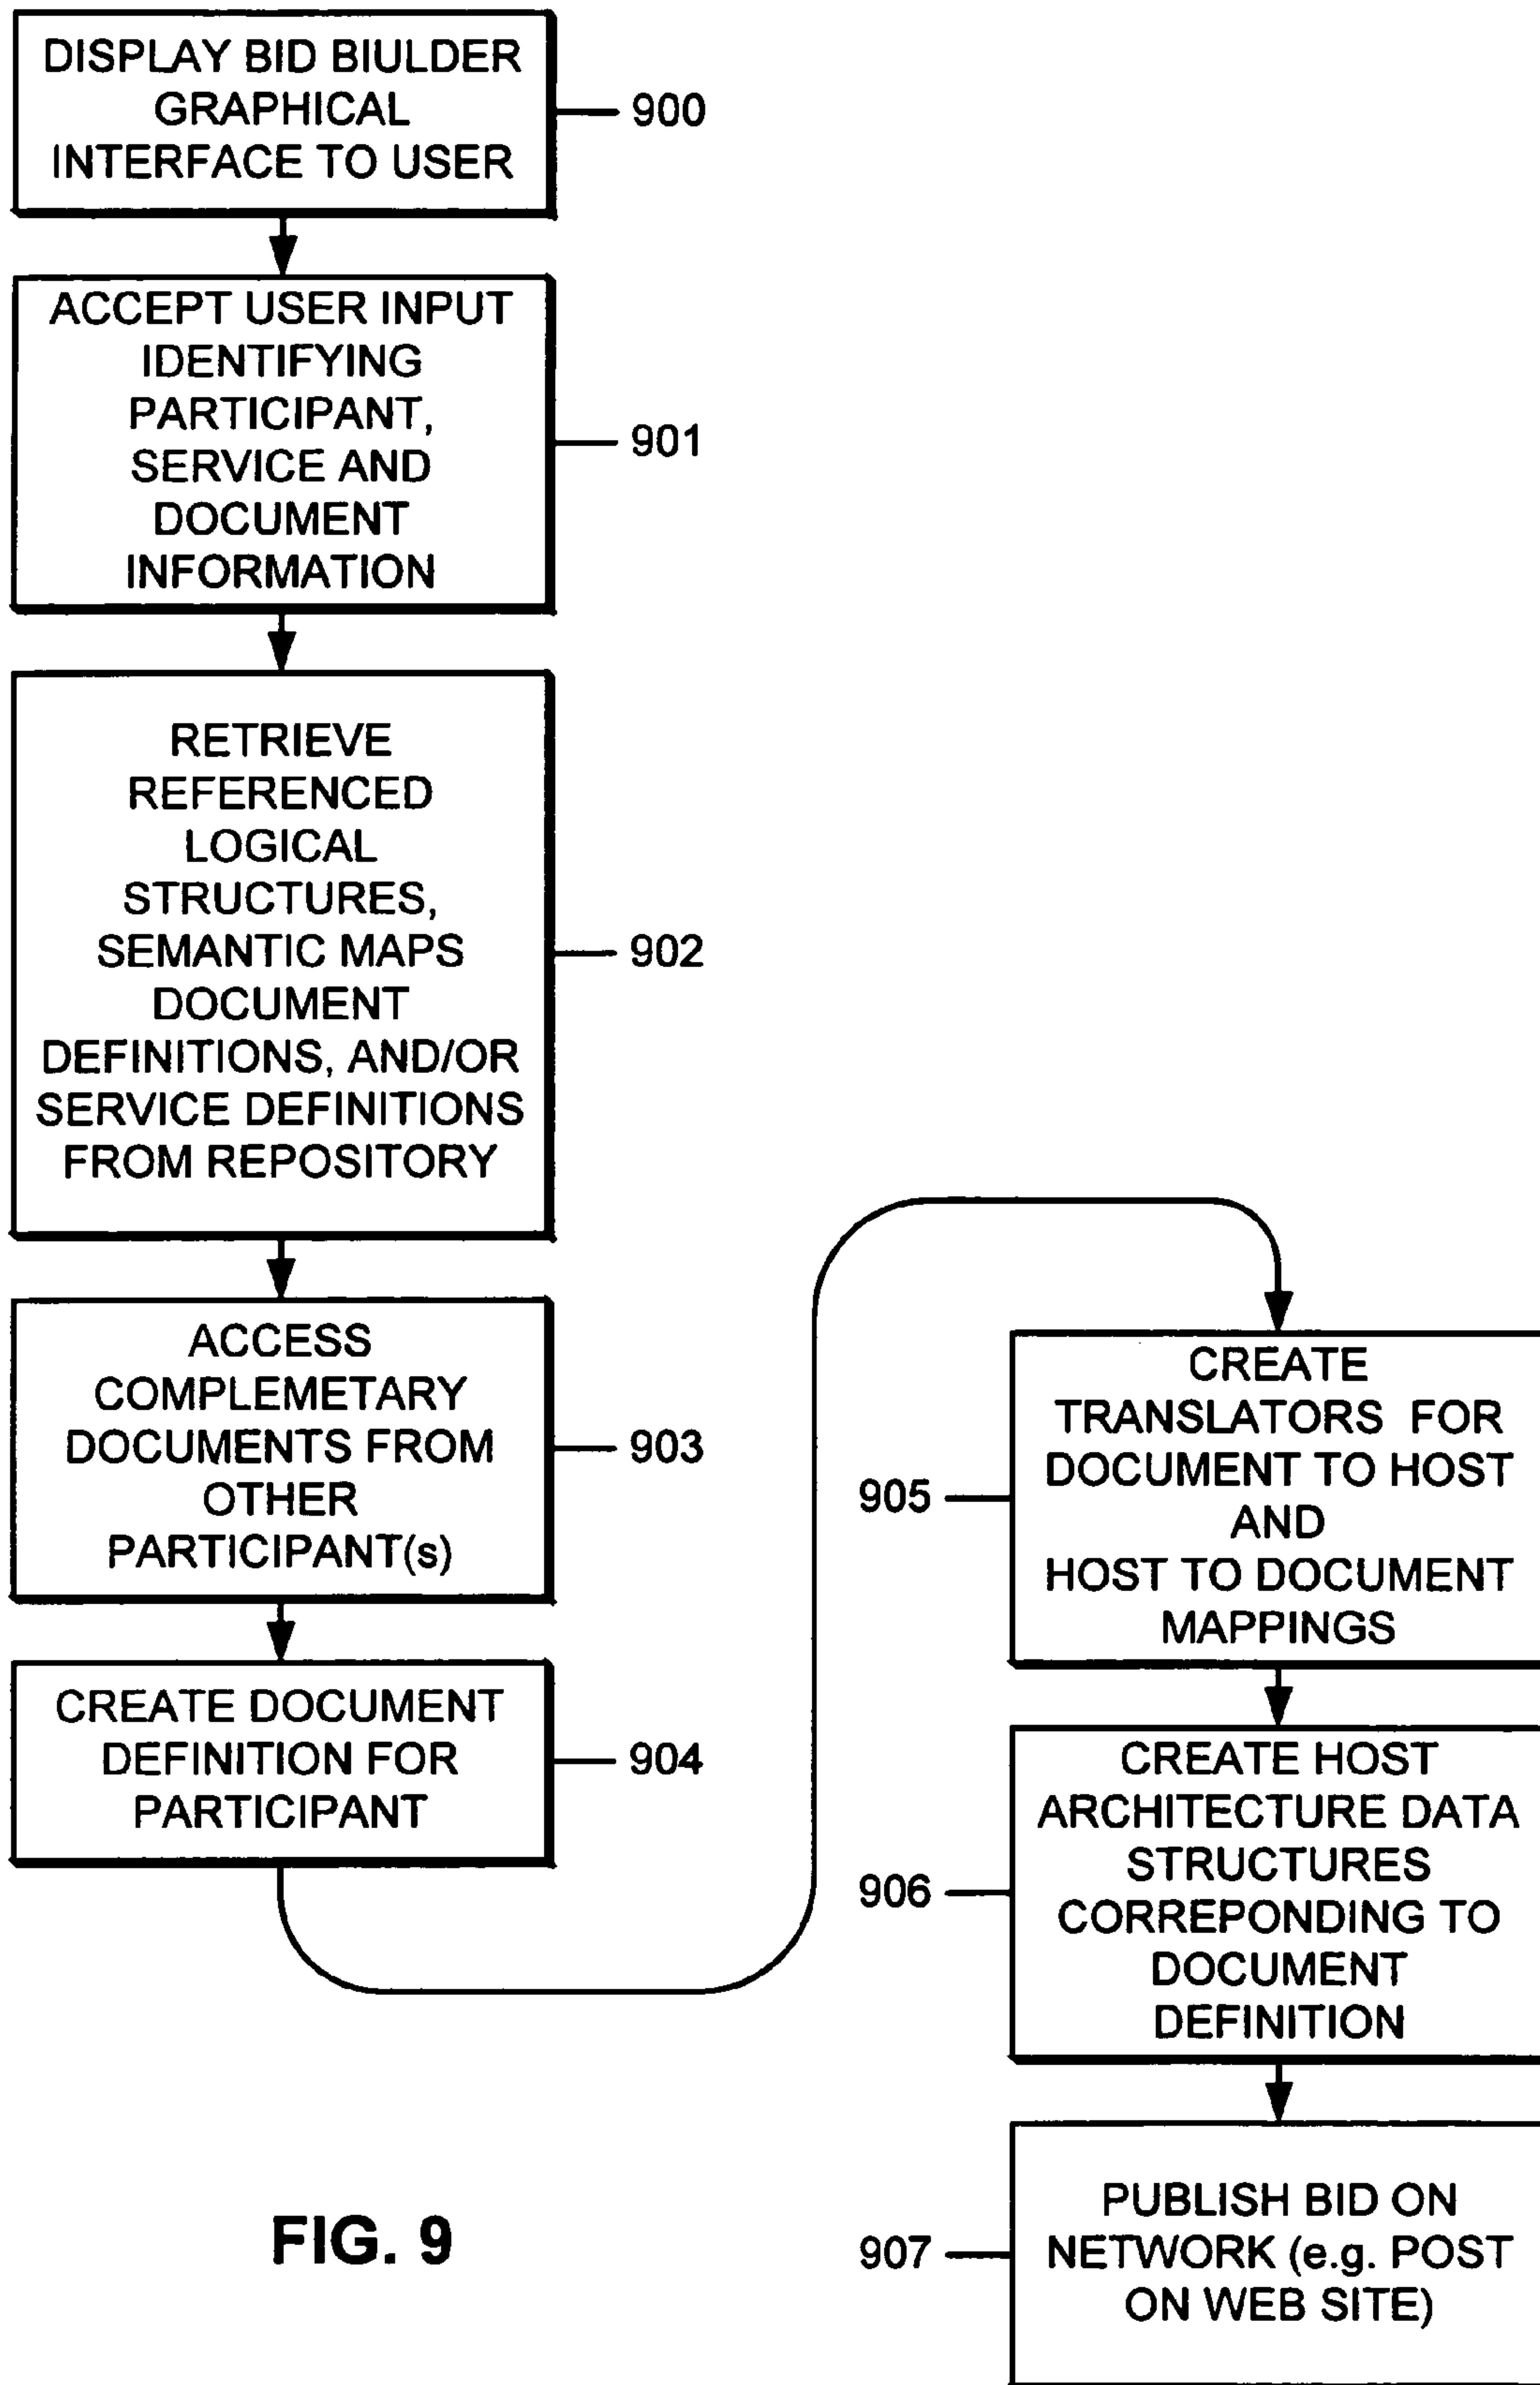 DISPLAY BID BIULDER
GRAPHICAL
INTERFACE TO USER
900
ACCEPT USER INPUT
IDENTIFYING
PARTICIPANT,
SERVICE AND
DOCUMENT
INFORMATION
901
RETRIEVE
REFERENCED
LOGICAL
STRUCTURES,
SEMANTIC MAPS
DOCUMENT
DEFINITIONS, AND/OR
SERVICE DEFINITIONS
FROM REPOSITORY
902
ACCESS
COMPLEMETARY
DOCUMENTS FROM
OTHER
PARTICIPANT(s)
903
CREATE DOCUMENT
DEFINITION FOR
PARTICIPANT
904
CREATE
TRANSLATORS FOR
DOCUMENT TO HOST
AND
HOST TO DOCUMENT
MAPPINGS
905
CREATE HOST
ARCHITECTURE DATA
STRUCTURES
CORREPONDING TO
DOCUMENT
DEFINITION
906
PUBLISH BID ON
NETWORK (e.g. POST
ON WEB SITE)
907
FIG. 9